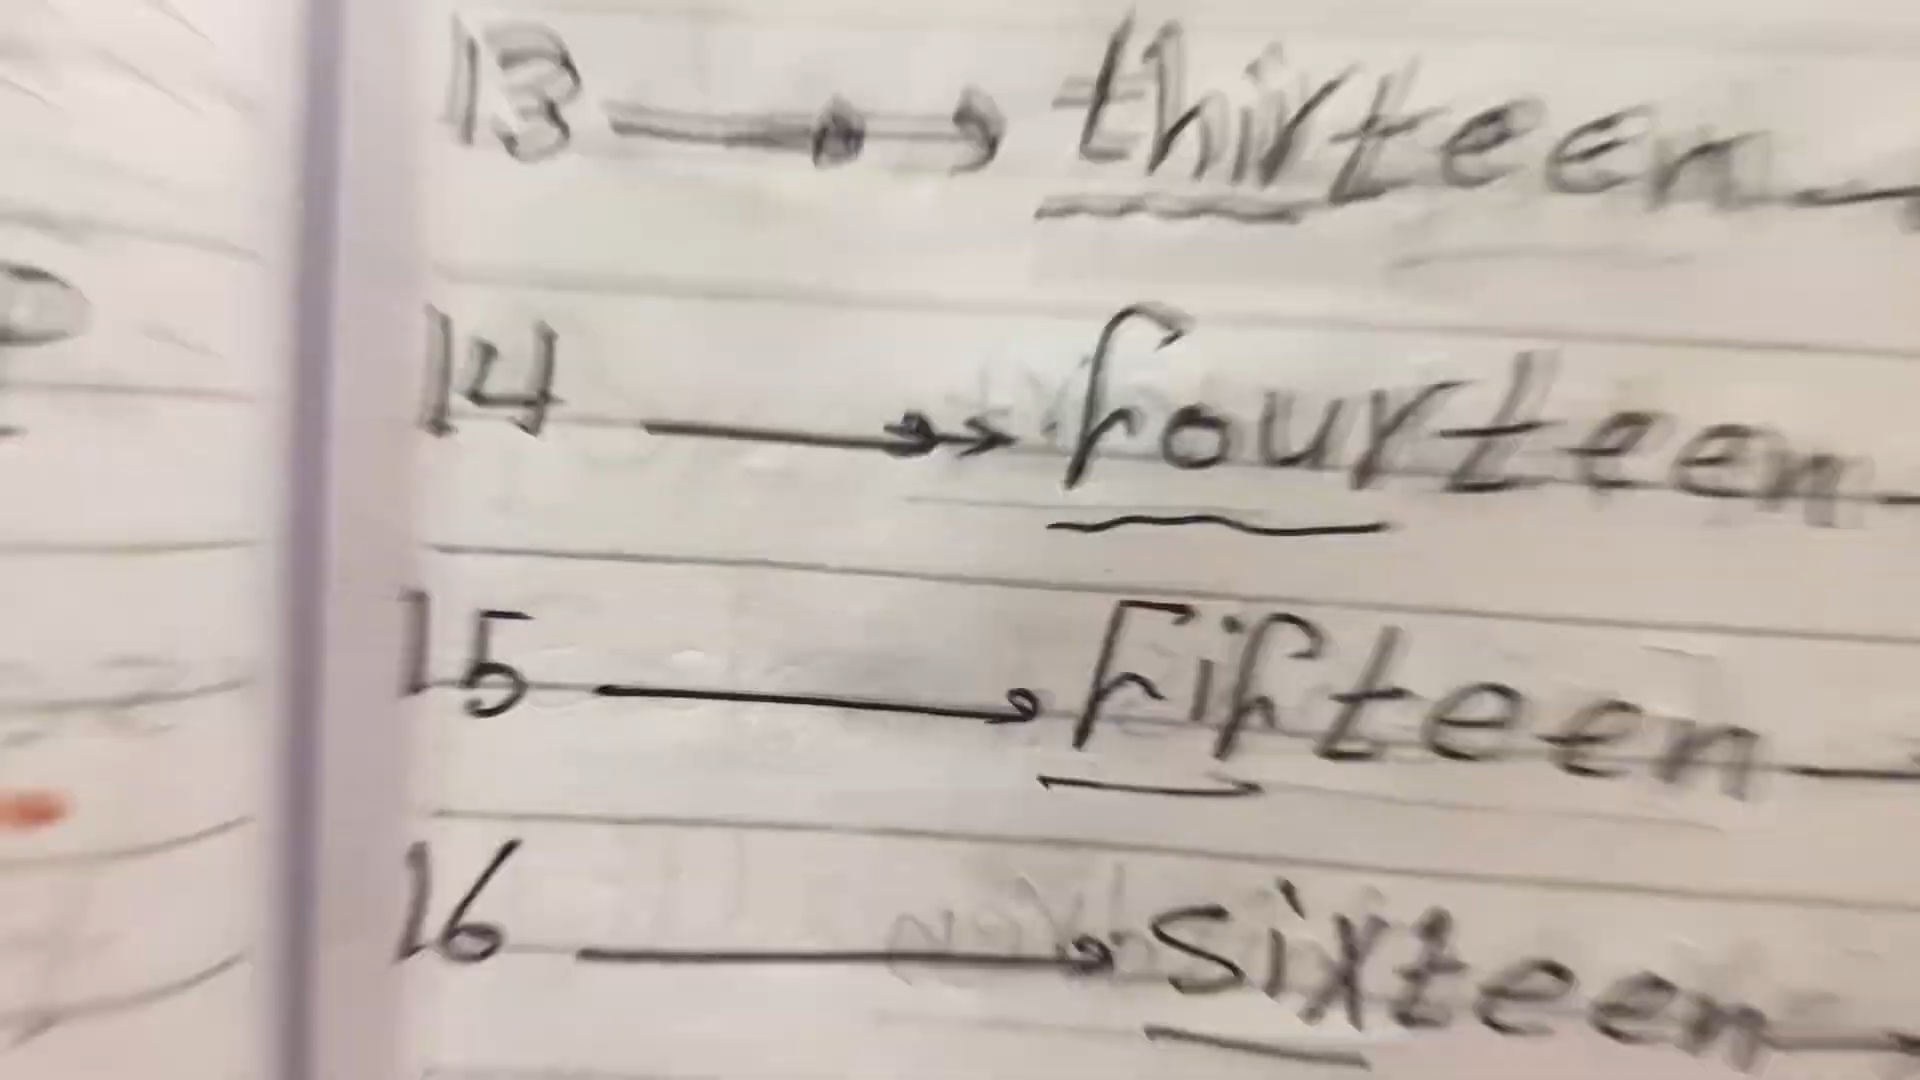 13 → thirteen
14 → fourteen
15 → Fifteen
16 → sixteen